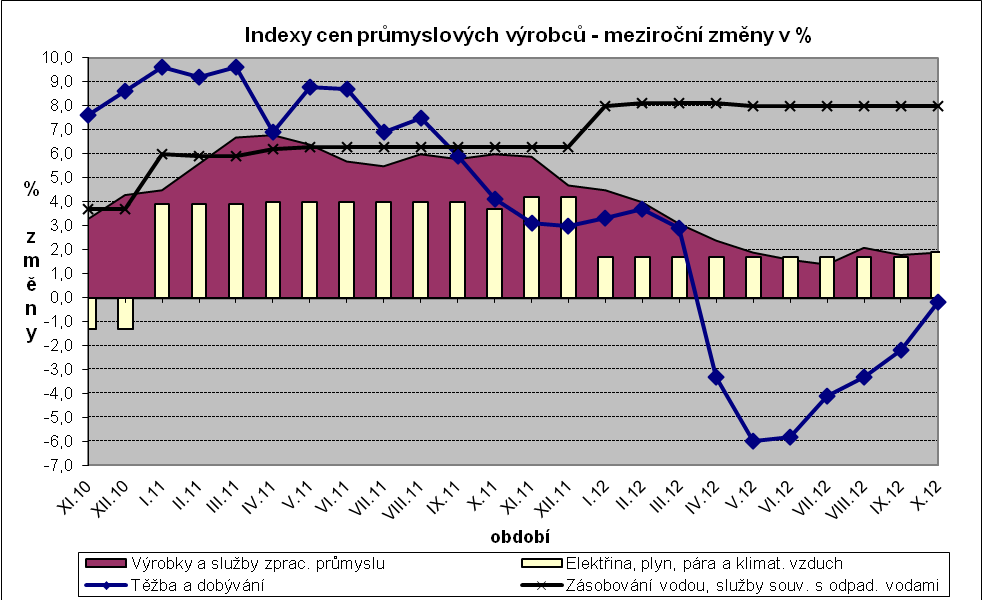 Indexy cen průmyslových výrobců - meziroční změny v %
10,0
9,0
8,0
7,0
6,0
5,0
4,0
3,0
2,0
1,0
0,0
-1,0
-2,0
-3,0
-4,0
-5,0
-6,0
-7,0
% změny
XI.10 XII.10 I.11 II.11 III.11 IV.11 V.11 VI.11 VII.11 VIII.11 IX.11 X.11 XI.11 XII.11 I.12 II.12 III.12 IV.12 V.12 VI.12 VII.12 VIII.12 IX.12 X.12
období
Výrobky a služby zprac. průmyslu
Elektřina, plyn, pára a klimat. vzduch
Těžba a dobývání
Zásobování vodou, služby souv. s odpad. vodami